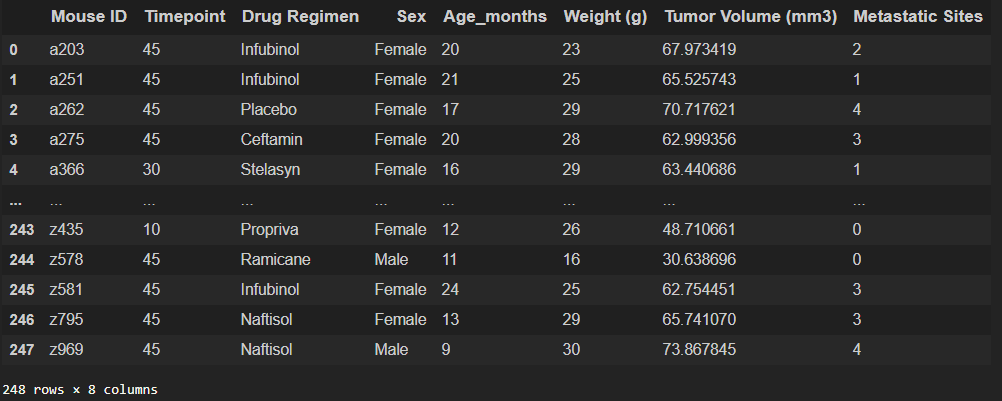 Mouse ID Timepoint Drug Regimen Sex Age_months Weight (g) Tumor Volume (mm3) Metastatic Sites
0 a203 45 Infubinol Female 20 23 67.973419 2
1 a251 45 Infubinol Female 21 25 65.525743 1
2 a262 45 Placebo Female 17 29 70.717621 4
3 a275 45 Ceftamin Female 20 28 62.999356 3
4 a366 30 Stelasyn Female 16 29 63.440686 1
... ... ... ... ... ... ... ... ...
243 z435 10 Propriva Female 12 26 48.710661 0
244 z578 45 Ramicane Male 11 16 30.638696 0
245 z581 45 Infubinol Female 24 25 62.754451 3
246 z795 45 Naftisol Female 13 29 65.741070 3
247 z969 45 Naftisol Male 9 30 73.867845 4
248 rows × 8 columns